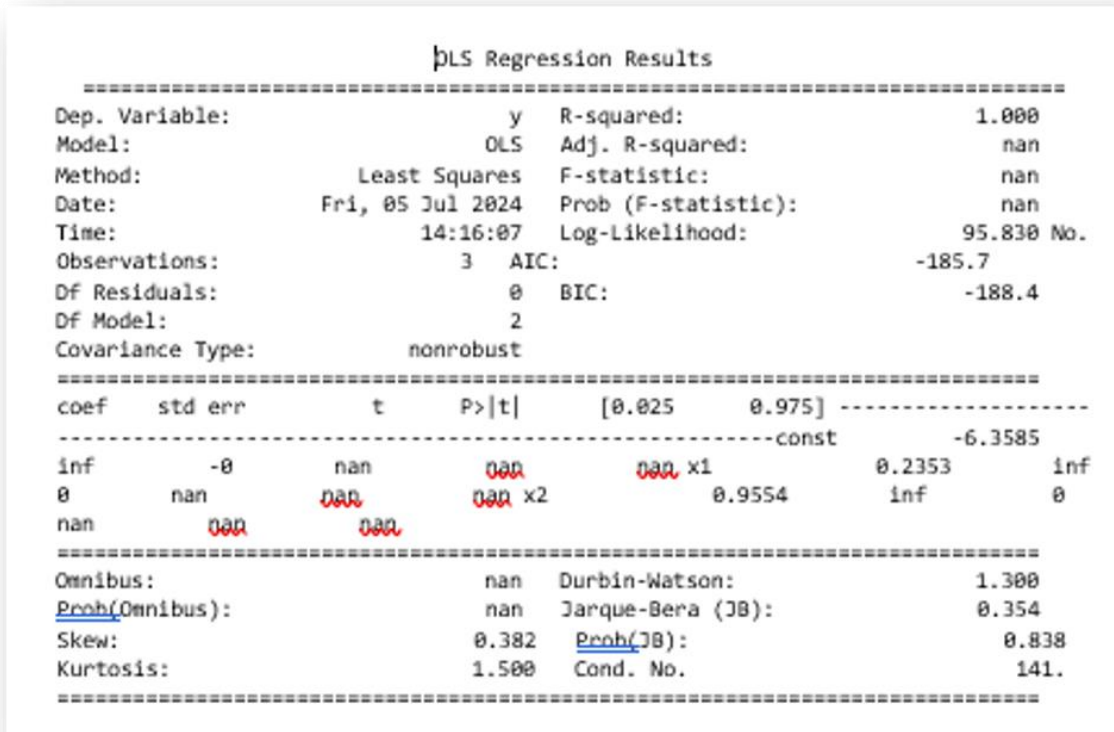 OLS Regression Results
==============================================================================
Dep. Variable: y R-squared: 1.000
Model: OLS Adj. R-squared: nan
Method: Least Squares F-statistic: nan
Date: Fri, 05 Jul 2024 Prob (F-statistic): nan
Time: 14:16:07 Log-Likelihood: 95.830 No.
Observations: 3 AIC: -185.7
Df Residuals: 0 BIC: -188.4
Df Model: 2
Covariance Type: nonrobust
==============================================================================
coef std err t P>|t| [0.025 0.975] --------------------
---------------------------------------------------------const -6.3585
inf -0 nan nan nan x1 0.2353 inf
0 nan nan nan x2 0.9554 inf 0
nan nan nan
==============================================================================
Omnibus: nan Durbin-Watson: 1.300
Prob(Omnibus): nan Jarque-Bera (JB): 0.354
Skew: 0.382 Prob(JB): 0.838
Kurtosis: 1.500 Cond. No. 141.
==============================================================================